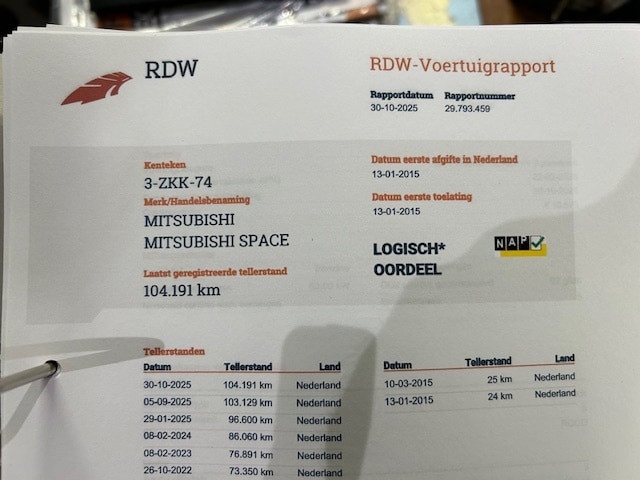 RDW
RDW-Voertuigrapport
Rapportdatum Rapportnummer
30-10-2025 29.793.459
Kenteken
3-ZKK-74
Merk/Handelsbenaming
MITSUBISHI
MITSUBISHI SPACE
Laatst geregistreerde tellerstand
104.191 km
Datum eerste afgifte in Nederland
13-01-2015
Datum eerste toelating
13-01-2015
LOGISCH*
OORDEEL
NAP
Tellerstanden
Datum Tellerstand Land
30-10-2025 104.191 km Nederland
05-09-2025 103.129 km Nederland
29-01-2025 96.600 km Nederland
08-02-2024 86.060 km Nederland
08-02-2023 76.891 km Nederland
26-10-2022 73.350 km Nederland
Datum Tellerstand Land
10-03-2015 25 km Nederland
13-01-2015 24 km Nederland